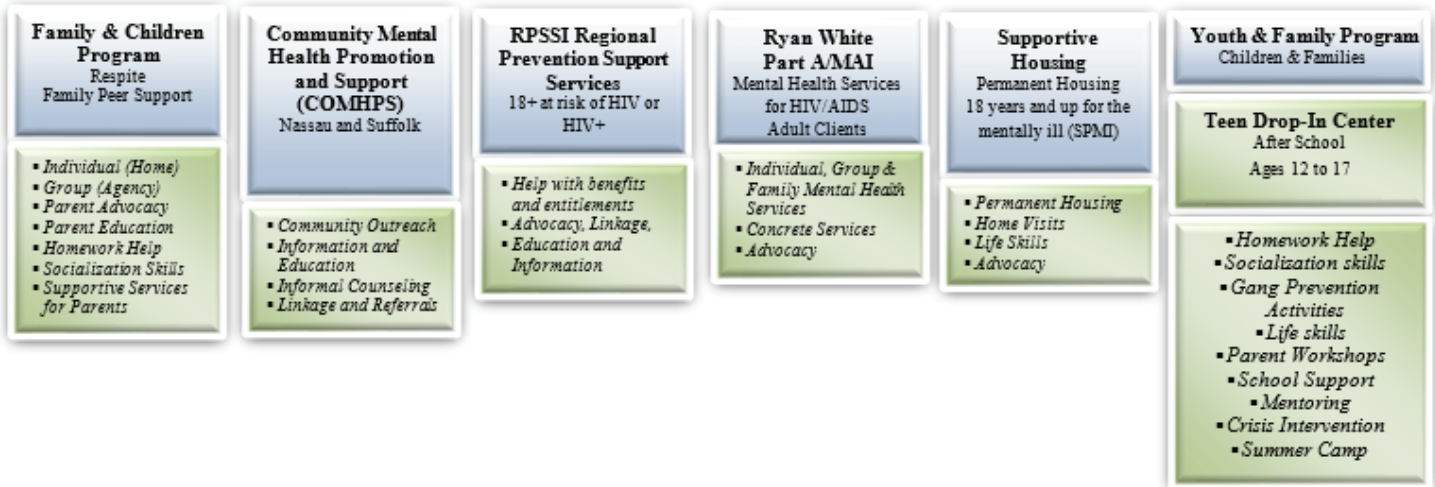 Family & Children
Program
Respite
Family Peer Support
▪ Individual (Home)
▪ Group (Agency)
▪ Parent Advocacy
▪ Parent Education
▪ Homework Help
▪ Socialization Skills
▪ Supportive Services
for Parents
Community Mental
Health Promotion
and Support
(COMHPS)
Nassau and Suffolk
▪ Community Outreach
▪ Information and
Education
▪ Informal Counseling
▪ Linkage and Referrals
RPSSI Regional
Prevention Support
Services
18+ at risk of HIV or
HIV+
▪ Help with benefits
and entitlements
▪ Advocacy, Linkage,
▪ Education and
Information
Ryan White
Part A/MAI
Mental Health Services
for HIV/AIDS
Adult Clients
▪ Individual, Group &
Family Mental Health
Services
▪ Concrete Services
▪ Advocacy
Supportive
Housing
Permanent Housing
18 years and up for the
mentally ill (SPMI)
▪ Permanent Housing
▪ Home Visits
▪ Life Skills
▪ Advocacy
Youth & Family Program
Children & Families
Teen Drop-In Center
After School
Ages 12 to 17
▪ Homework Help
▪ Socialization skills
▪ Gang Prevention
Activities
▪ Life skills
▪ Parent Workshops
▪ School Support
▪ Mentoring
▪ Crisis Intervention
▪ Summer Camp